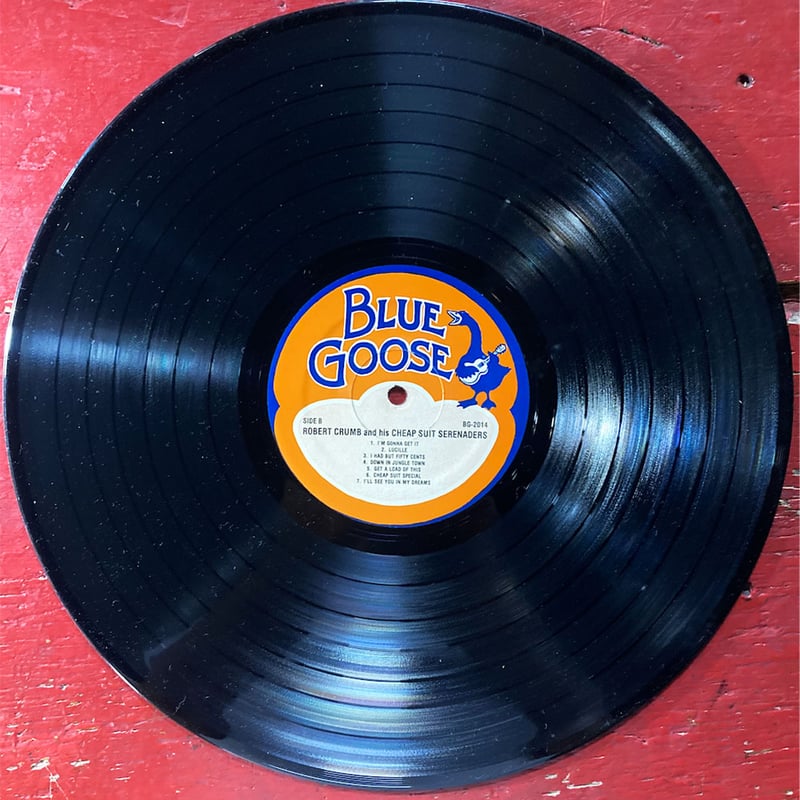 BLUE
GOOSE
SIDE B
BG-2014
ROBERT CRUMB and his CHEAP SUIT SERENADERS
1. I'M GONNA GET IT
2. LUCILLE
3. I HAD BUT FIFTY CENTS
4. DOWN IN JUNGLE TOWN
5. GET A LOAD OF THIS
6. CHEAP SUIT SPECIAL
7. I'LL SEE YOU IN MY DREAMS